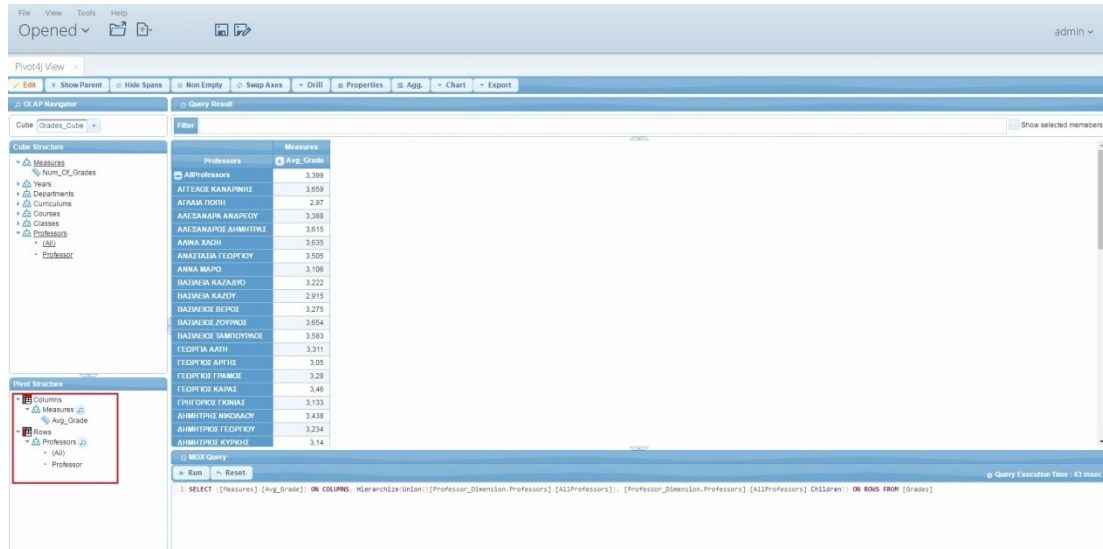 File View Tools Help
Opened
admin
Pivot4J View ×
Edit Show Parent Hide Spans Non Empty Swap Axes Drill Properties Agg. Chart Export
OLAP Navigator
Query Result
Cube Grades_Cube
Filter
Show selected memebers
Cube Structure
Measures
Num_Of_Grades
Years
Departments
Curriculums
Courses
Classes
Professors
(All)
Professor
Measures
Professors Avg_Grade
AllProfessors 3,399
ΑΓΓΕΛΟΣ ΚΑΝΑΡΙΝΗΣ 3,659
ΑΓΛΑΙΑ ΠΟΠΗ 2,97
ΑΛΕΞΑΝΔΡΑ ΑΝΔΡΕΟΥ 3,388
ΑΛΕΞΑΝΔΡΟΣ ΔΗΜΗΤΡΑΣ 3,615
ΑΛΙΝΑ ΧΛΩΗ 3,635
ΑΝΑΣΤΑΣΙΑ ΓΕΩΡΓΙΟΥ 3,505
ΑΝΝΑ ΜΑΡΩ 3,106
ΒΑΣΙΛΕΙΑ ΚΑΖΑΔΥΟ 3,222
ΒΑΣΙΛΕΙΑ ΚΑΖΟΥ 2,915
ΒΑΣΙΛΕΙΟΣ ΒΕΡΟΣ 3,275
ΒΑΣΙΛΕΙΟΣ ΖΟΥΡΛΟΣ 3,654
ΒΑΣΙΛΕΙΟΣ ΤΑΜΠΟΥΡΛΟΣ 3,583
ΓΕΩΡΓΙΑ ΑΛΤΗ 3,311
ΓΕΩΡΓΙΟΣ ΑΡΓΗΣ 3,05
ΓΕΩΡΓΙΟΣ ΓΡΑΜΟΣ 3,28
ΓΕΩΡΓΙΟΣ ΚΑΡΑΣ 3,46
ΓΡΗΓΟΡΙΟΣ ΓΚΙΝΙΑΣ 3,133
ΔΗΜΗΤΡΗΣ ΝΙΚΟΛΑΟΥ 3,438
ΔΗΜΗΤΡΙΟΣ ΓΕΩΡΓΙΟΥ 3,234
ΔΗΜΗΤΡΙΟΣ ΚΥΡΚΗΣ 3,14
Pivot Structure
Columns
Measures
Avg_Grade
Rows
Professors
(All)
Professor
MDX Query
Run Reset
Query Execution Time : 43 msec
1 SELECT {[Measures].[Avg_Grade]} ON COLUMNS, Hierarchize(Union({[Professor_Dimension.Professors].[AllProfessors]}, [Professor_Dimension.Professors].[AllProfessors].Children)) ON ROWS FROM [Grades]